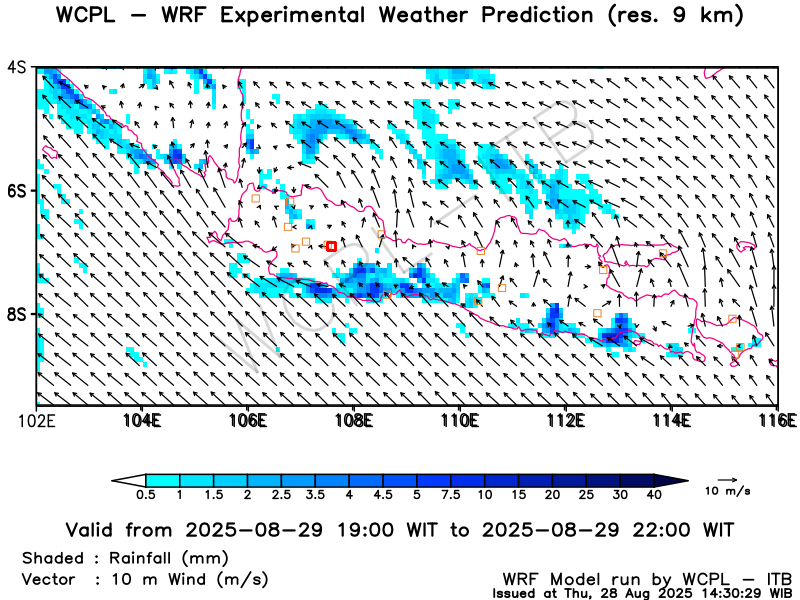 WCPL – WRF Experimental Weather Prediction (res. 9 km)
WCPL-ITB
4S
6S
8S
102E 104E 106E 108E 110E 112E 114E 116E
0.5 1 1.5 2 2.5 3.5 4 4.5 5 7.5 10 15 20 25 30 40
10 m/s
Valid from 2025-08-29 19:00 WIT to 2025-08-29 22:00 WIT
Shaded : Rainfall (mm)
Vector : 10 m Wind (m/s)
WRF Model run by WCPL – ITB
Issued at Thu, 28 Aug 2025 14:30:29 WIB